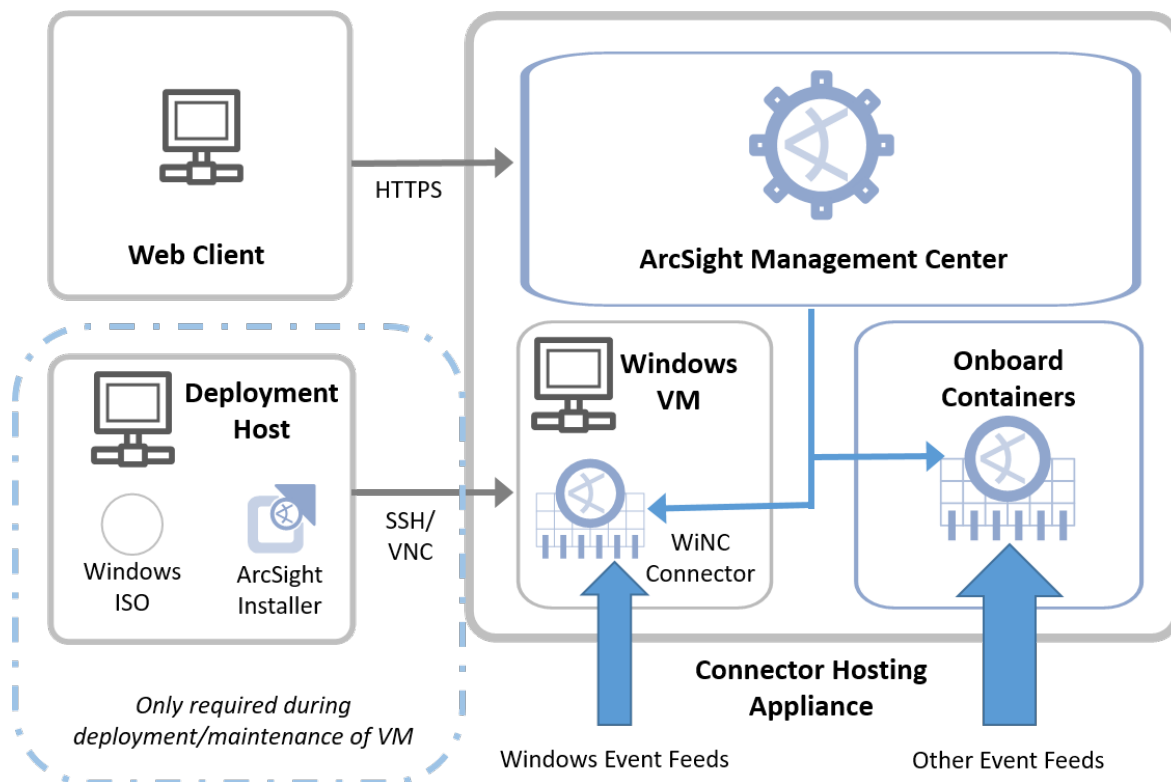 HTTPS
Web Client
ArcSight Management Center
Deployment
Host
Windows
ISO
ArcSight
Installer
SSH/
VNC
Only required during
deployment/maintenance of VM
Windows
VM
WiNC
Connector
Onboard
Containers
Connector Hosting
Appliance
Windows Event Feeds
Other Event Feeds